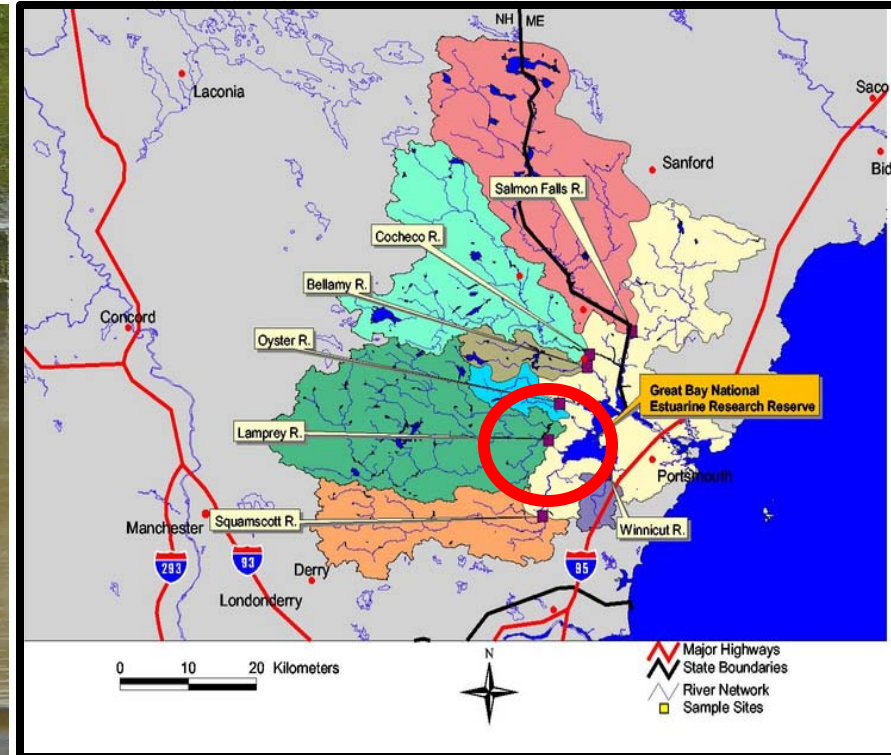 NH ME
Laconia
Saco
Sanford
Salmon Falls R.
Cocheco R.
Bellamy R.
Concord
Oyster R.
Great Bay National
Estuarine Research Reserve
Lamprey R.
Portsmouth
Manchester
Squamscott R.
Winnicut R.
293
93
95
Derry
Londonderry
0 10 20 Kilometers
N
Major Highways
State Boundaries
River Network
Sample Sites